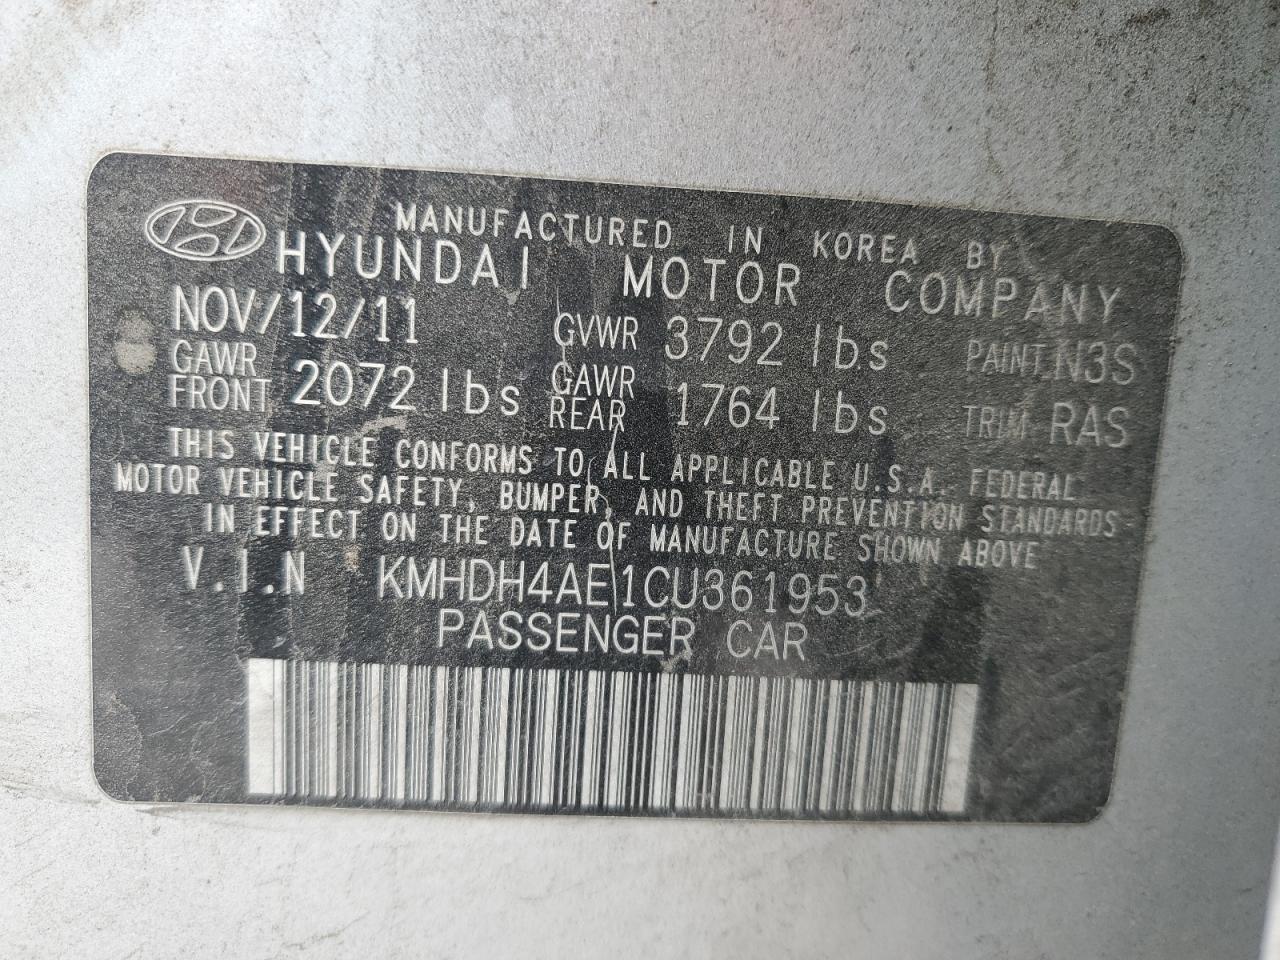 MANUFACTURED IN KOREA BY
HYUNDAI MOTOR COMPANY
NOV/12/11 GVWR 3792 lbs PAINT N3S
GAWR FRONT 2072 lbs GAWR REAR 1764 lbs TRIM RAS
THIS VEHICLE CONFORMS TO ALL APPLICABLE U.S.A. FEDERAL
MOTOR VEHICLE SAFETY, BUMPER, AND THEFT PREVENTION STANDARDS
IN EFFECT ON THE DATE OF MANUFACTURE SHOWN ABOVE
V.I.N KMHDH4AE1CU361953
PASSENGER CAR